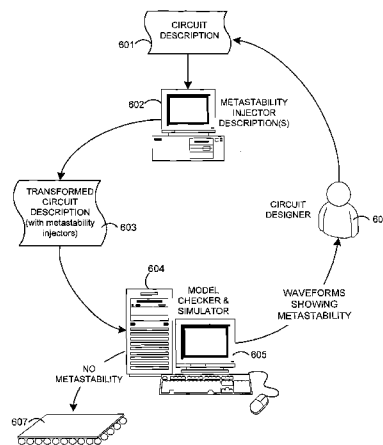 CIRCUIT
DESCRIPTION
601
602
METASTABILITY
INJECTOR
DESCRIPTION(S)
TRANSFORMED
CIRCUIT
DESCRIPTION
(with metastability
injectors)
603
CIRCUIT
DESIGNER
604
MODEL
CHECKER &
SIMULATOR
WAVEFORMS
SHOWING
METASTABILITY
605
NO
METASTABILITY
607